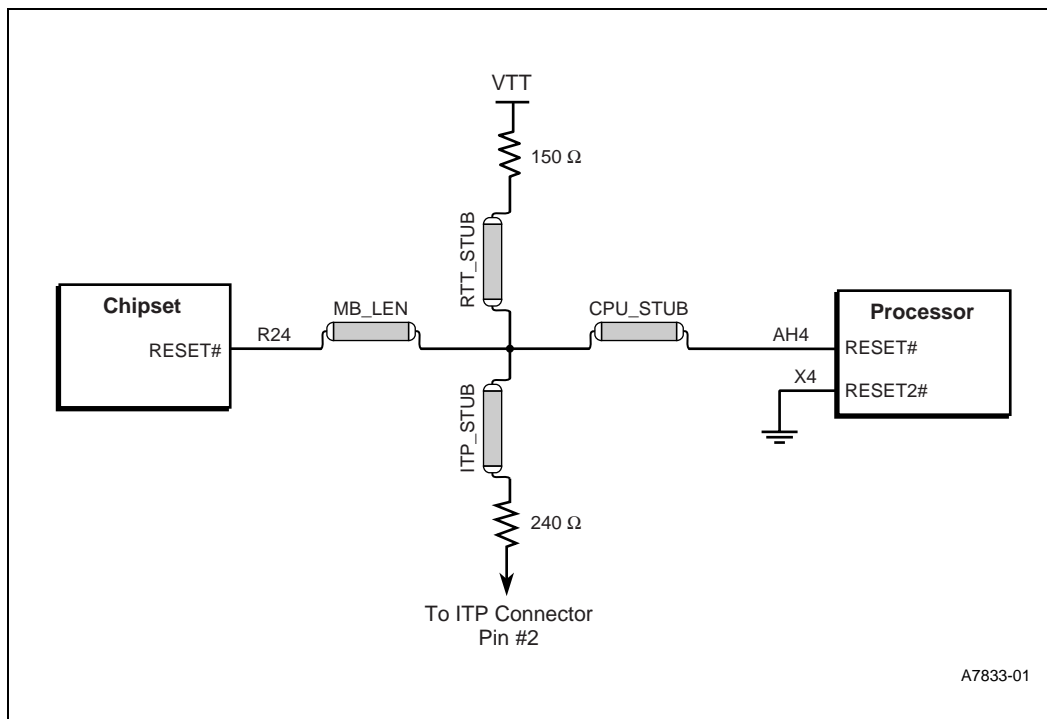 VTT
150 Ω
RTT_STUB
Chipset
RESET#
R24
MB_LEN
CPU_STUB
AH4
X4
Processor
RESET#
RESET2#
ITP_STUB
240 Ω
To ITP Connector
Pin #2
A7833-01